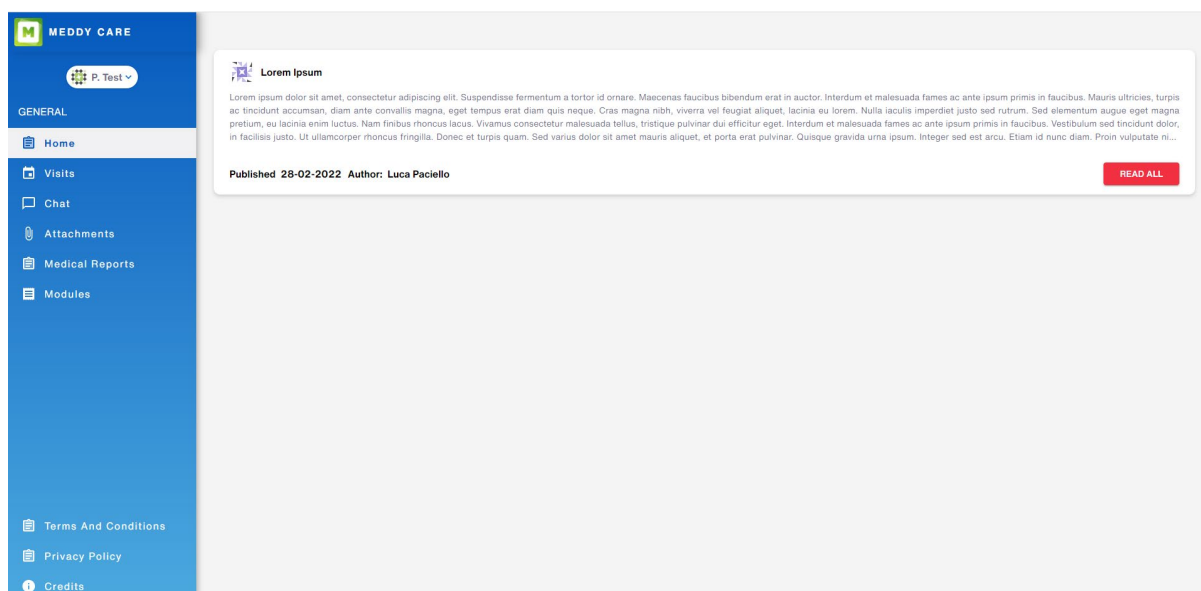 MEDDY CARE
P. Test
GENERAL
Home
Visits
Chat
Attachments
Medical Reports
Modules
Terms And Conditions
Privacy Policy
Credits
Lorem Ipsum
Lorem ipsum dolor sit amet, consectetur adipiscing elit. Suspendisse fermentum a tortor id ornare. Maecenas faucibus bibendum erat in auctor. Interdum et malesuada fames ac ante ipsum primis in faucibus. Mauris ultricies, turpis
ac tincidunt accumsan, diam ante convallis magna, eget tempus erat diam quis neque. Cras magna nibh, viverra vel feugiat aliquet, lacinia eu lorem. Nulla iaculis imperdiet justo sed rutrum. Sed elementum augue eget magna
pretium, eu lacinia enim luctus. Nam finibus rhoncus lacus. Vivamus consectetur malesuada tellus, tristique pulvinar dui efficitur eget. Interdum et malesuada fames ac ante ipsum primis in faucibus. Vestibulum sed tincidunt dolor,
in facilisis justo. Ut ullamcorper rhoncus fringilla. Donec et turpis quam. Sed varius dolor sit amet mauris aliquet, et porta erat pulvinar. Quisque gravida urna ipsum. Integer sed est arcu. Etiam id nunc diam. Proin vulputate ni...
Published 28-02-2022 Author: Luca Paciello
READ ALL